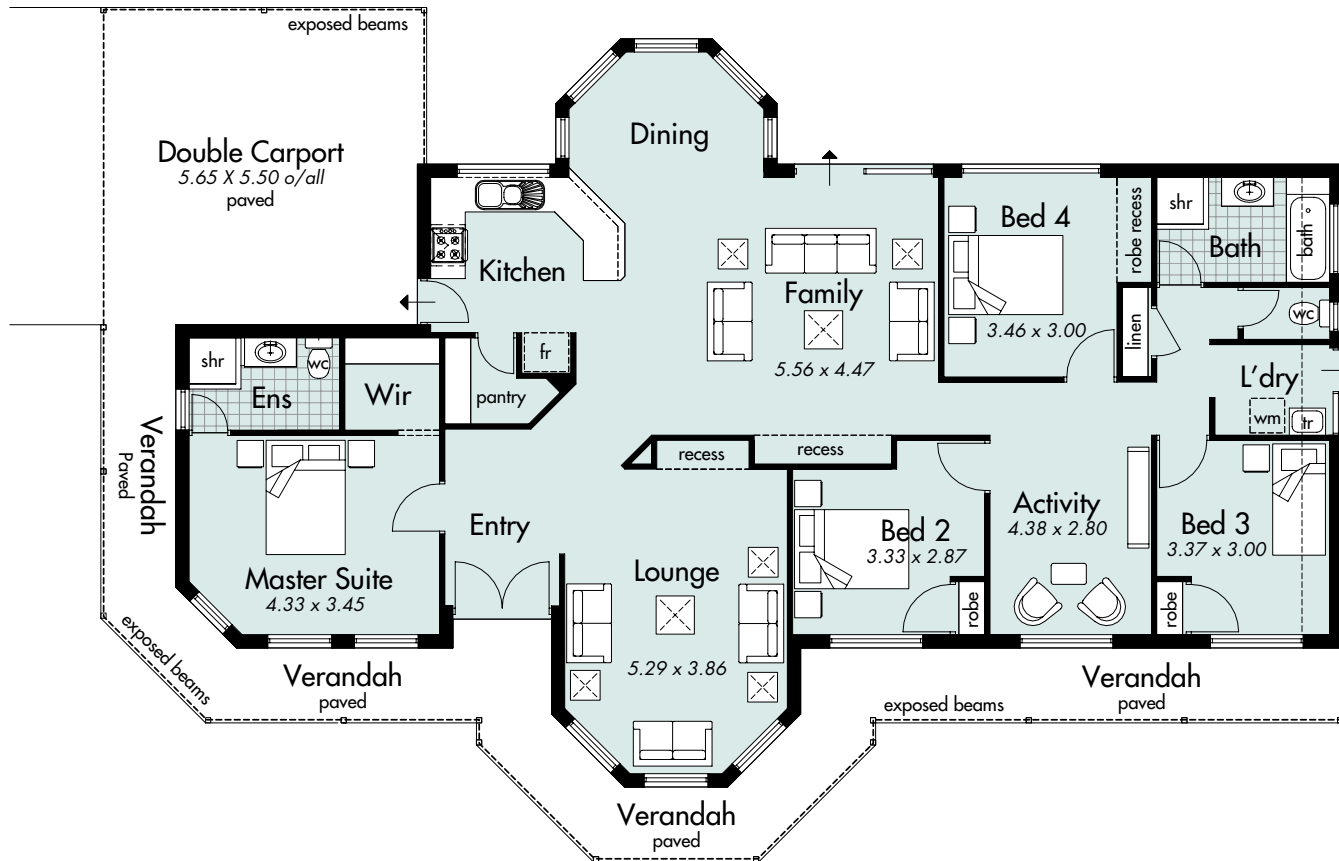 exposed beams
Double Carport
5.65 X 5.50 o/all
paved
Dining
Kitchen
Family
5.56 x 4.47
Bed 4
3.46 x 3.00
robe recess
shr
Bath
bath
linen
wc
L'dry
wm
tr
shr
wc
Ens
Wir
fr
pantry
Verandah
Paved
Master Suite
4.33 x 3.45
Entry
recess
recess
Lounge
5.29 x 3.86
Bed 2
3.33 x 2.87
robe
Activity
4.38 x 2.80
Bed 3
3.37 x 3.00
robe
exposed beams
Verandah
paved
Verandah
paved
exposed beams
Verandah
paved